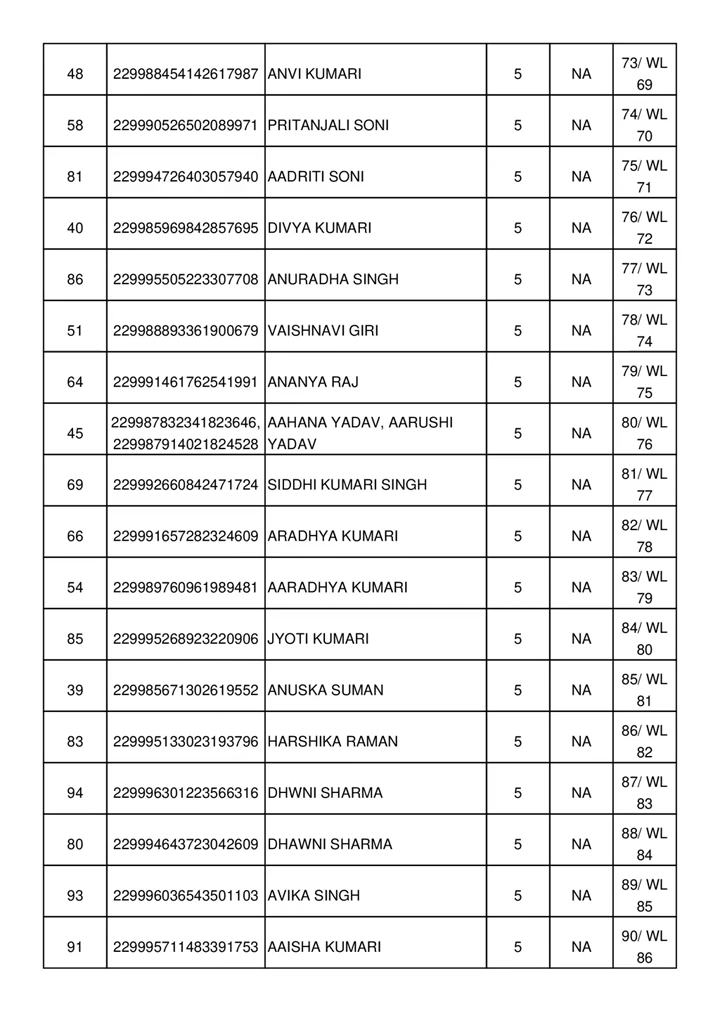 48 229988454142617987 ANVI KUMARI 5 NA 73/ WL
69
58 229990526502089971 PRITANJALI SONI 5 NA 74/ WL
70
81 229994726403057940 AADRITI SONI 5 NA 75/ WL
71
40 229985969842857695 DIVYA KUMARI 5 NA 76/ WL
72
86 229995505223307708 ANURADHA SINGH 5 NA 77/ WL
73
51 229988893361900679 VAISHNAVI GIRI 5 NA 78/ WL
74
64 229991461762541991 ANANYA RAJ 5 NA 79/ WL
75
45 229987832341823646, AAHANA YADAV, AARUSHI 5 NA 80/ WL
229987914021824528 YADAV 76
69 229992660842471724 SIDDHI KUMARI SINGH 5 NA 81/ WL
77
66 229991657282324609 ARADHYA KUMARI 5 NA 82/ WL
78
54 229989760961989481 AARADHYA KUMARI 5 NA 83/ WL
79
85 229995268923220906 JYOTI KUMARI 5 NA 84/ WL
80
39 229985671302619552 ANUSKA SUMAN 5 NA 85/ WL
81
83 229995133023193796 HARSHIKA RAMAN 5 NA 86/ WL
82
94 229996301223566316 DHWNI SHARMA 5 NA 87/ WL
83
80 229994643723042609 DHAWNI SHARMA 5 NA 88/ WL
84
93 229996036543501103 AVIKA SINGH 5 NA 89/ WL
85
91 229995711483391753 AAISHA KUMARI 5 NA 90/ WL
86